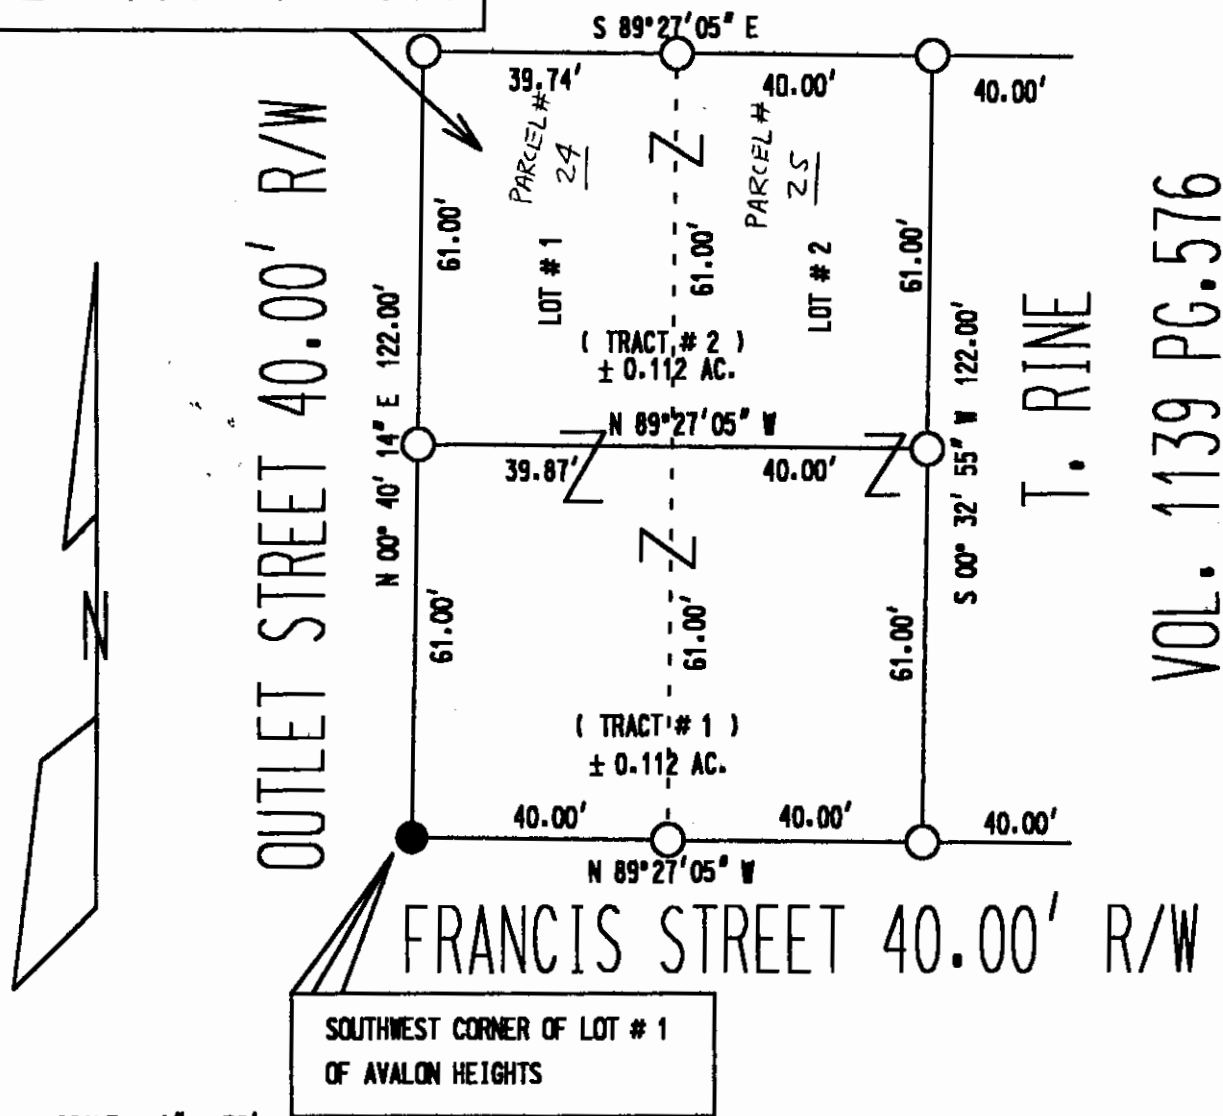 S 89°27'05" E
39.74'
40.00'
40.00'
PARCEL #
24
PARCEL #
25
61.00'
LOT # 1
61.00'
LOT # 2
61.00'
( TRACT # 2 )
± 0.112 AC.
OUTLET STREET 40.00' R/W
N 00° 40' 14" E 122.00'
N 89°27'05" W
39.87'
40.00'
S 00° 32' 55" W 122.00'
T. RINE
VOL. 1139 PG.576
N
61.00'
61.00'
61.00'
( TRACT # 1 )
± 0.112 AC.
40.00'
40.00'
40.00'
N 89°27'05" W
FRANCIS STREET 40.00' R/W
SOUTHWEST CORNER OF LOT # 1
OF AVALON HEIGHTS